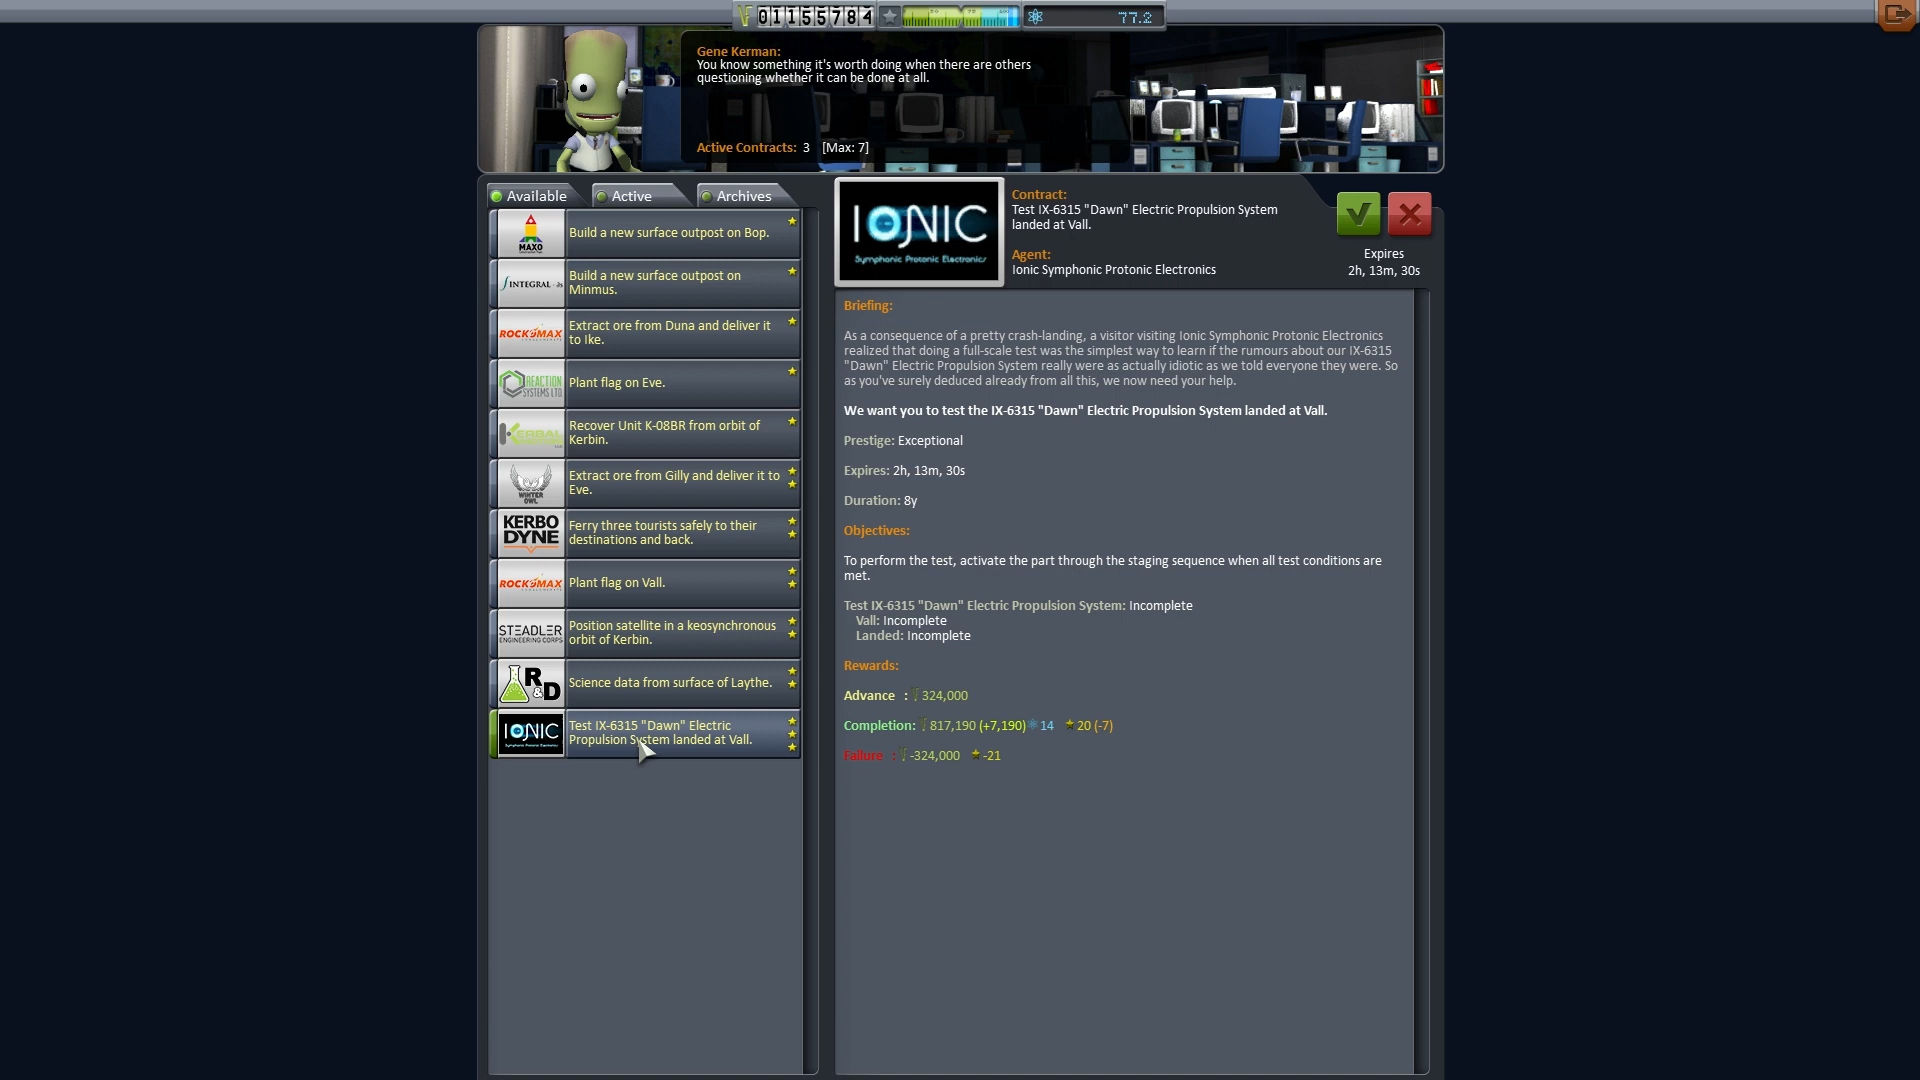 01155784
77.2
Gene Kerman:
You know something it's worth doing when there are others
questioning whether it can be done at all.
Active Contracts: 3 [Max: 7]
Available
Active
Archives
MAXO
Build a new surface outpost on Bop.
INTEGRAL
Build a new surface outpost on
Minmus.
ROCKOMAX
Extract ore from Duna and deliver it
to Ike.
REACTION
SYSTEMS LTD
Plant flag on Eve.
KERBAL
Recover Unit K-08BR from orbit of
Kerbin.
WINTER
OWL
Extract ore from Gilly and deliver it to
Eve.
KERBO
DYNE
Ferry three tourists safely to their
destinations and back.
ROCKOMAX
Plant flag on Vall.
STEADLER
ENGINEERING CORPS
Position satellite in a keosynchronous
orbit of Kerbin.
R&D
Science data from surface of Laythe.
IONIC
Symphonic Protonic Electronics
Test IX-6315 "Dawn" Electric
Propulsion System landed at Vall.
IONIC
Symphonic Protonic Electronics
Contract:
Test IX-6315 "Dawn" Electric Propulsion System
landed at Vall.
Agent:
Ionic Symphonic Protonic Electronics
Expires
2h, 13m, 30s
Briefing:
As a consequence of a pretty crash-landing, a visitor visiting Ionic Symphonic Protonic Electronics
realized that doing a full-scale test was the simplest way to learn if the rumours about our IX-6315
"Dawn" Electric Propulsion System really were as actually idiotic as we told everyone they were. So
as you've surely deduced already from all this, we now need your help.
We want you to test the IX-6315 "Dawn" Electric Propulsion System landed at Vall.
Prestige: Exceptional
Expires: 2h, 13m, 30s
Duration: 8y
Objectives:
To perform the test, activate the part through the staging sequence when all test conditions are
met.
Test IX-6315 "Dawn" Electric Propulsion System: Incomplete
Vall: Incomplete
Landed: Incomplete
Rewards:
Advance : 324,000
Completion: 817,190 (+7,190) 14 20 (-7)
Failure : -324,000 -21